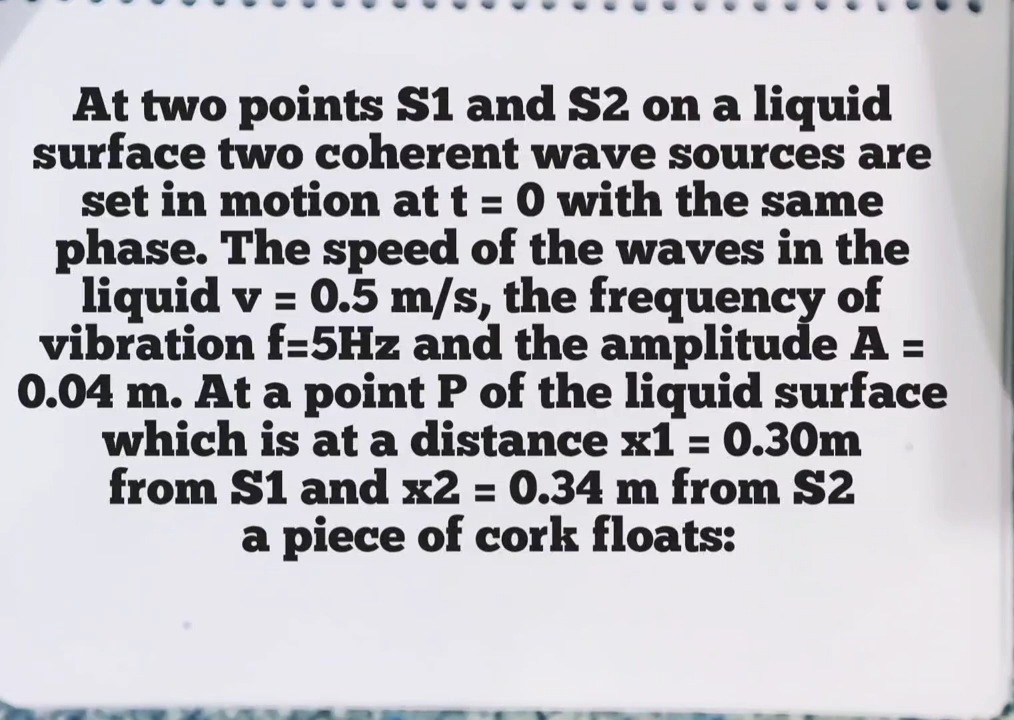 At two points S1 and S2 on a liquid
surface two coherent wave sources are
set in motion at t = 0 with the same
phase. The speed of the waves in the
liquid v = 0.5 m/s, the frequency of
vibration f=5Hz and the amplitude A =
0.04 m. At a point P of the liquid surface
which is at a distance x1 = 0.30m
from S1 and x2 = 0.34 m from S2
a piece of cork floats: